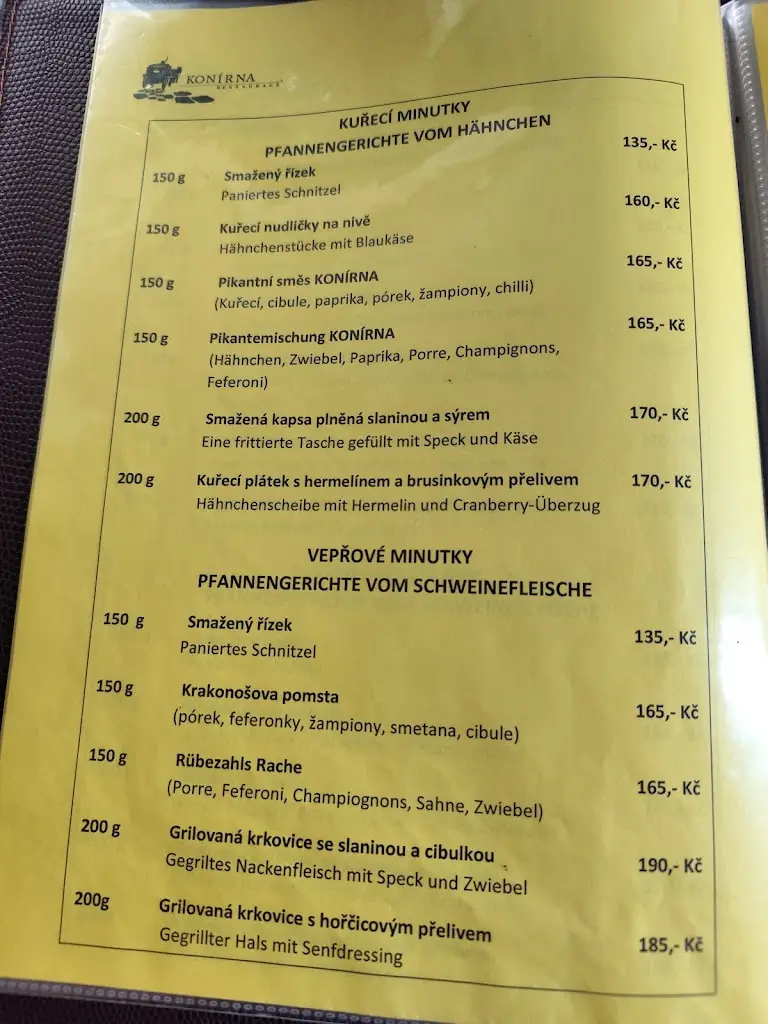 KONÍRNA
RESTAURACE
KUŘECÍ MINUTKY
PFANNENGERICHTE VOM HÄHNCHEN
150 g Smažený řízek 135,- Kč
Paniertes Schnitzel
150 g Kuřecí nudličky na nivě 160,- Kč
Hähnchenstücke mit Blaukäse
150 g Pikantní směs KONÍRNA 165,- Kč
(Kuřecí, cibule, paprika, pórek, žampiony, chilli)
150 g Pikantemischung KONÍRNA 165,- Kč
(Hähnchen, Zwiebel, Paprika, Porre, Champignons,
Feferoni)
200 g Smažená kapsa plněná slaninou a sýrem 170,- Kč
Eine frittierte Tasche gefüllt mit Speck und Käse
200 g Kuřecí plátek s hermelínem a brusinkovým přelivem 170,- Kč
Hähnchenscheibe mit Hermelin und Cranberry-Überzug
VEPŘOVÉ MINUTKY
PFANNENGERICHTE VOM SCHWEINEFLEISCHE
150 g Smažený řízek 135,- Kč
Paniertes Schnitzel
150 g Krakonošova pomsta 165,- Kč
(pórek, feferonky, žampiony, smetana, cibule)
150 g Rübezahls Rache 165,- Kč
(Porre, Feferoni, Champiognons, Sahne, Zwiebel)
200 g Grilovaná krkovice se slaninou a cibulkou 190,- Kč
Gegriltes Nackenfleisch mit Speck und Zwiebel
200g Grilovaná krkovice s hořčicovým přelivem 185,- Kč
Gegrillter Hals mit Senfdressing